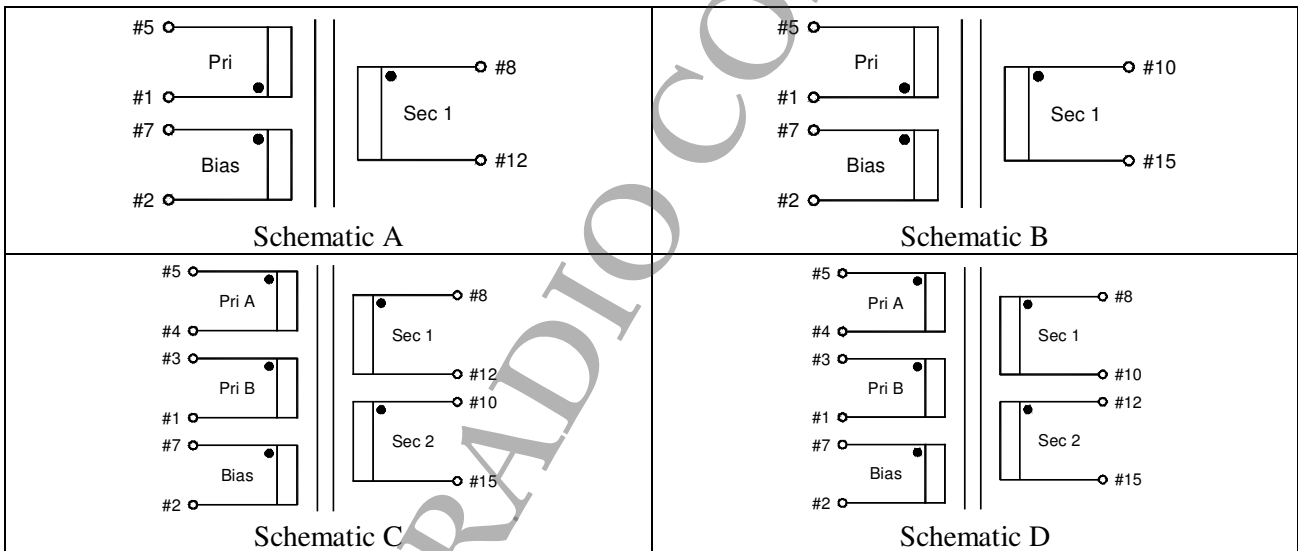 #5
Pri
#1
#7
Bias
#2
#8
Sec 1
#12
Schematic A
#5
Pri
#1
#7
Bias
#2
#10
Sec 1
#15
Schematic B
#5
Pri A
#4
#3
Pri B
#1
#7
Bias
#2
#8
Sec 1
#12
#10
Sec 2
#15
Schematic C
#5
Pri A
#4
#3
Pri B
#1
#7
Bias
#2
#8
Sec 1
#10
#12
Sec 2
#15
Schematic D
RADIO CO